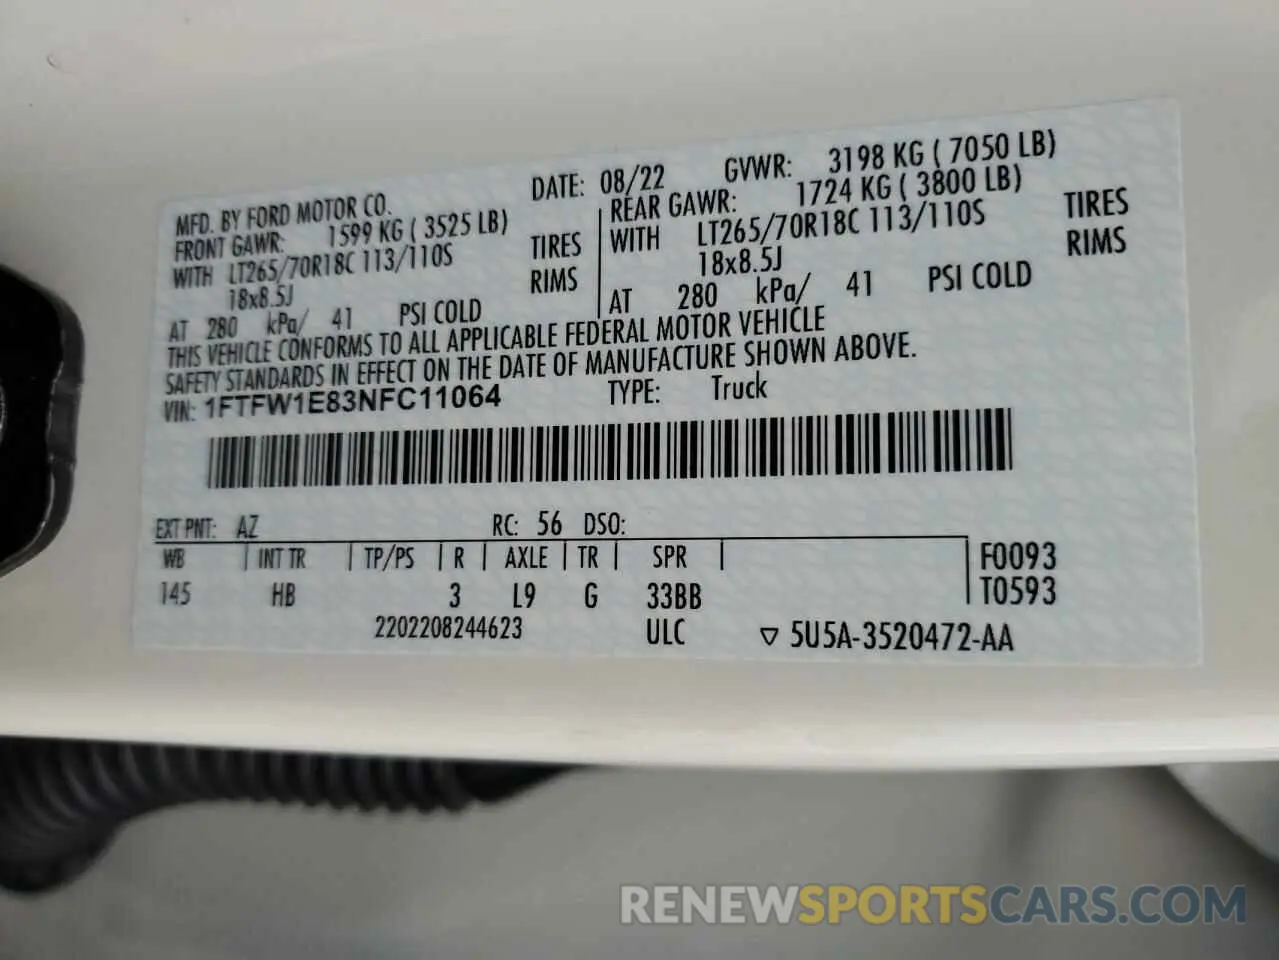 MFD. BY FORD MOTOR CO. DATE: 08/22 GVWR: 3198 KG ( 7050 LB)
FRONT GAWR: 1599 KG ( 3525 LB) REAR GAWR: 1724 KG ( 3800 LB)
WITH LT265/70R18C 113/110S TIRES WITH LT265/70R18C 113/110S TIRES
18x8.5J RIMS 18x8.5J RIMS
AT 280 kPa/ 41 PSI COLD AT 280 kPa/ 41 PSI COLD
THIS VEHICLE CONFORMS TO ALL APPLICABLE FEDERAL MOTOR VEHICLE
SAFETY STANDARDS IN EFFECT ON THE DATE OF MANUFACTURE SHOWN ABOVE.
VIN: 1FTFW1E83NFC11064 TYPE: Truck
EXT PNT: AZ RC: 56 DSO:
WB INT TR TP/PS R AXLE TR SPR F0093
145 HB 3 L9 G 33BB T0593
2202208244623 ULC ▽ 5U5A-3520472-AA
RENEWSPORTSCARS.COM